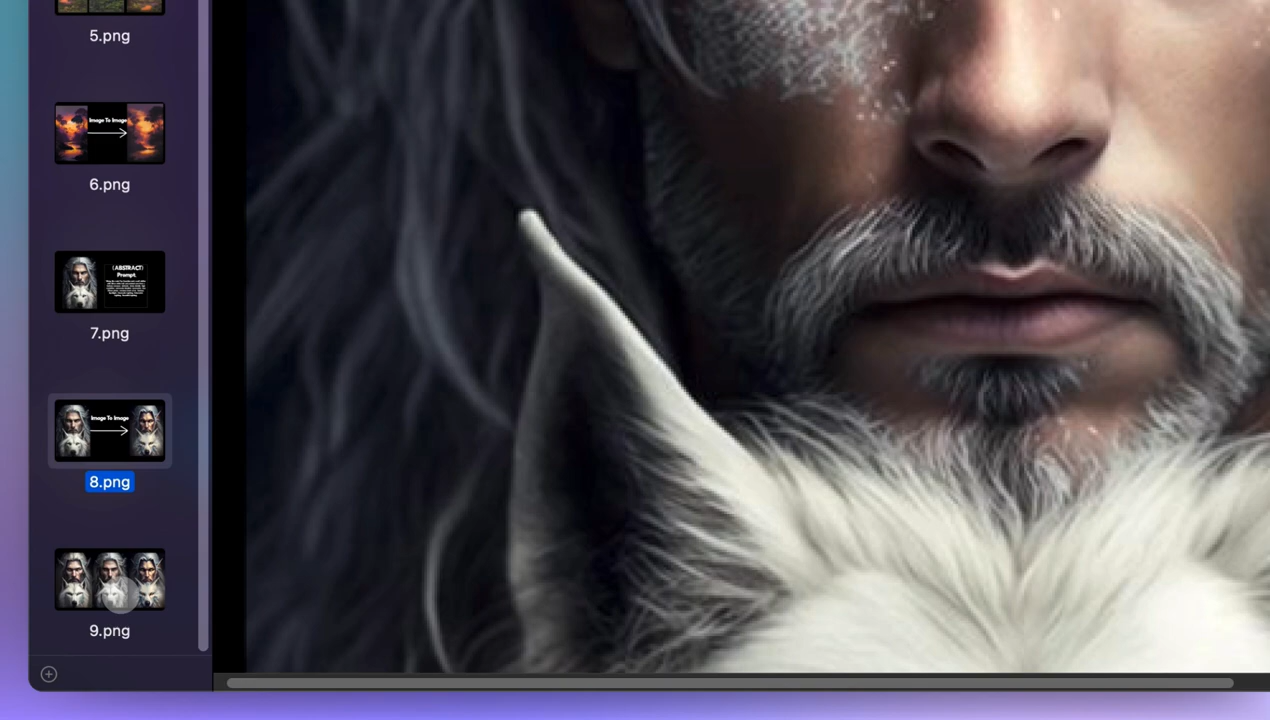 5.png
Image To Image
6.png
(ABSTRACT)
Prompt:
7.png
Image To Image
8.png
9.png